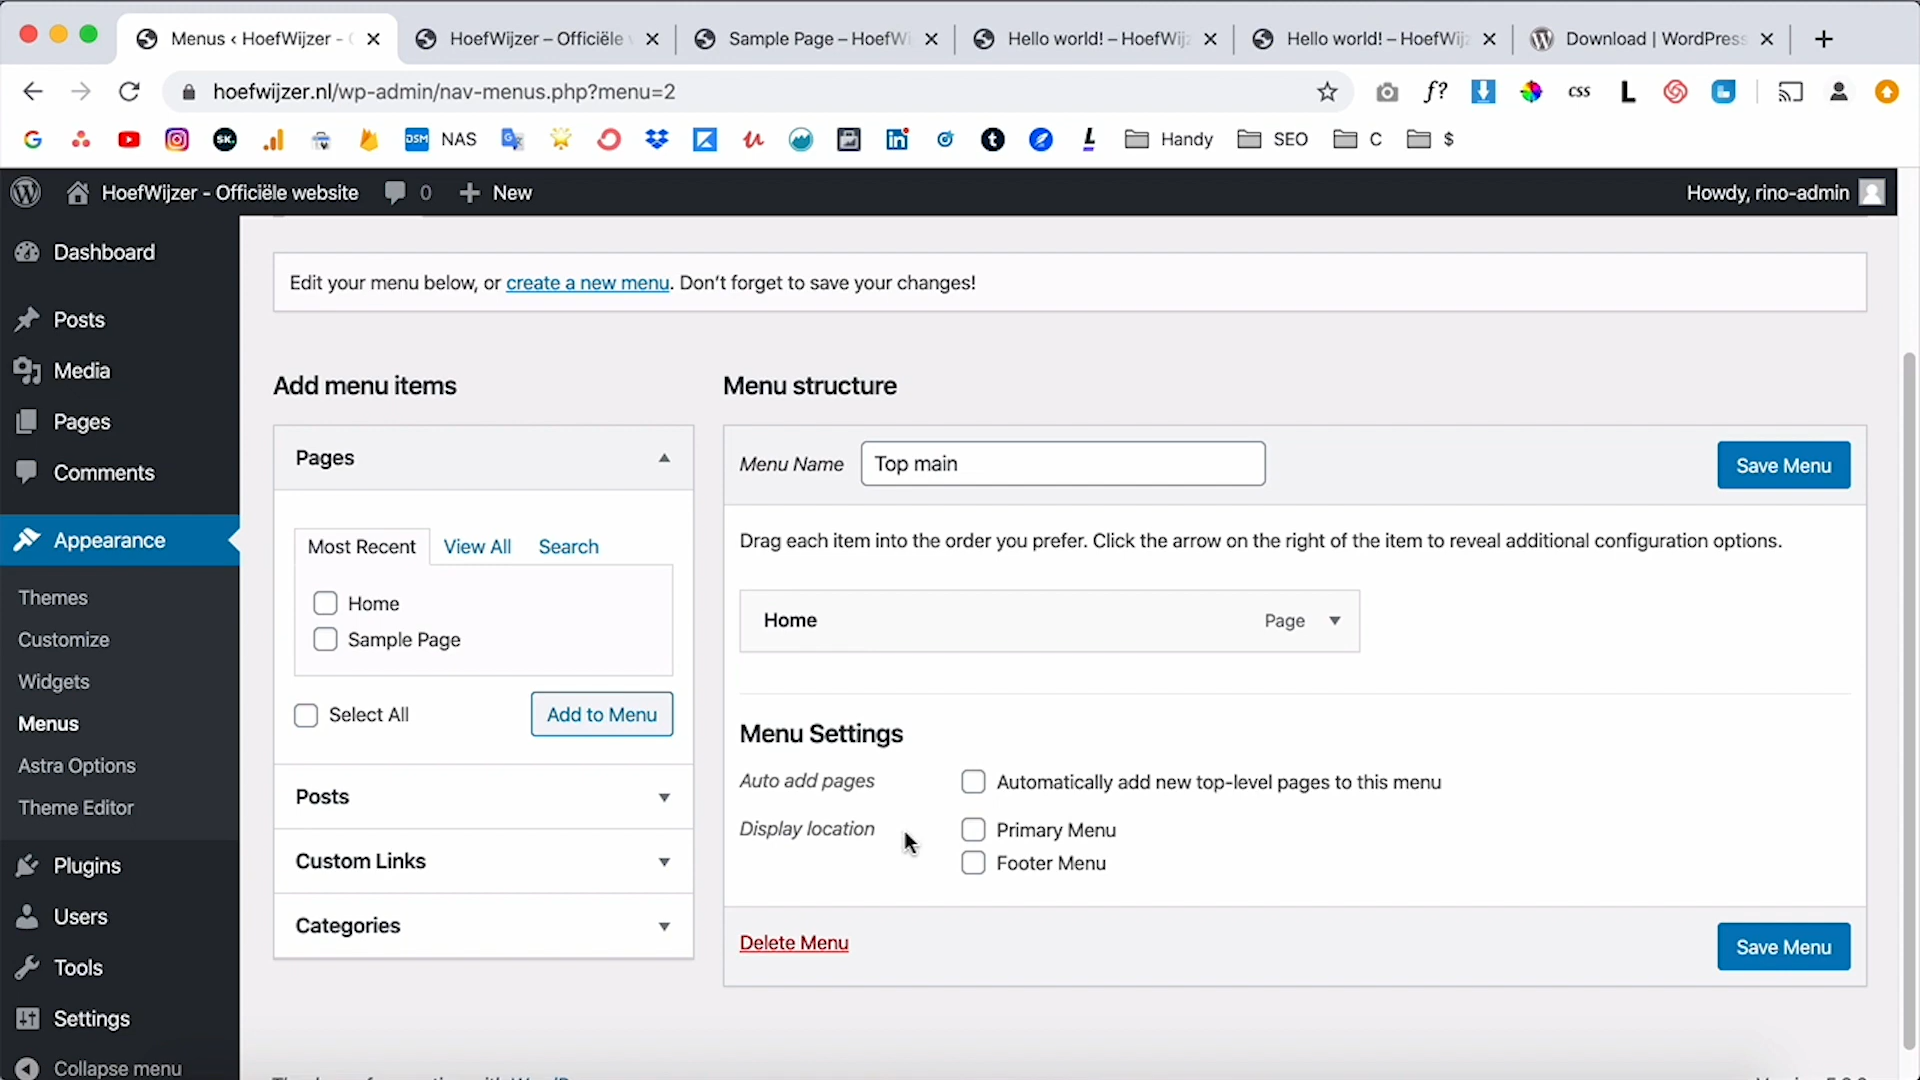 Menus ‹ HoefWijzer -
HoefWijzer – Officiële
Sample Page – HoefWi
Hello world! – HoefWijz
Hello world! – HoefWijz
Download | WordPress
hoefwijzer.nl/wp-admin/nav-menus.php?menu=2
f?
CSS
L
G
SK.
DSM
NAS
Handy
SEO
C
$
HoefWijzer - Officiële website
0
New
Howdy, rino-admin
Dashboard
Posts
Media
Pages
Comments
Appearance
Themes
Customize
Widgets
Menus
Astra Options
Theme Editor
Plugins
Users
Tools
Settings
Collapse menu
Edit your menu below, or create a new menu. Don’t forget to save your changes!
Add menu items
Pages
Most Recent
View All
Search
Home
Sample Page
Select All
Add to Menu
Posts
Custom Links
Categories
Menu structure
Menu Name
Top main
Save Menu
Drag each item into the order you prefer. Click the arrow on the right of the item to reveal additional configuration options.
Home
Page
Menu Settings
Auto add pages
Automatically add new top-level pages to this menu
Display location
Primary Menu
Footer Menu
Delete Menu
Save Menu